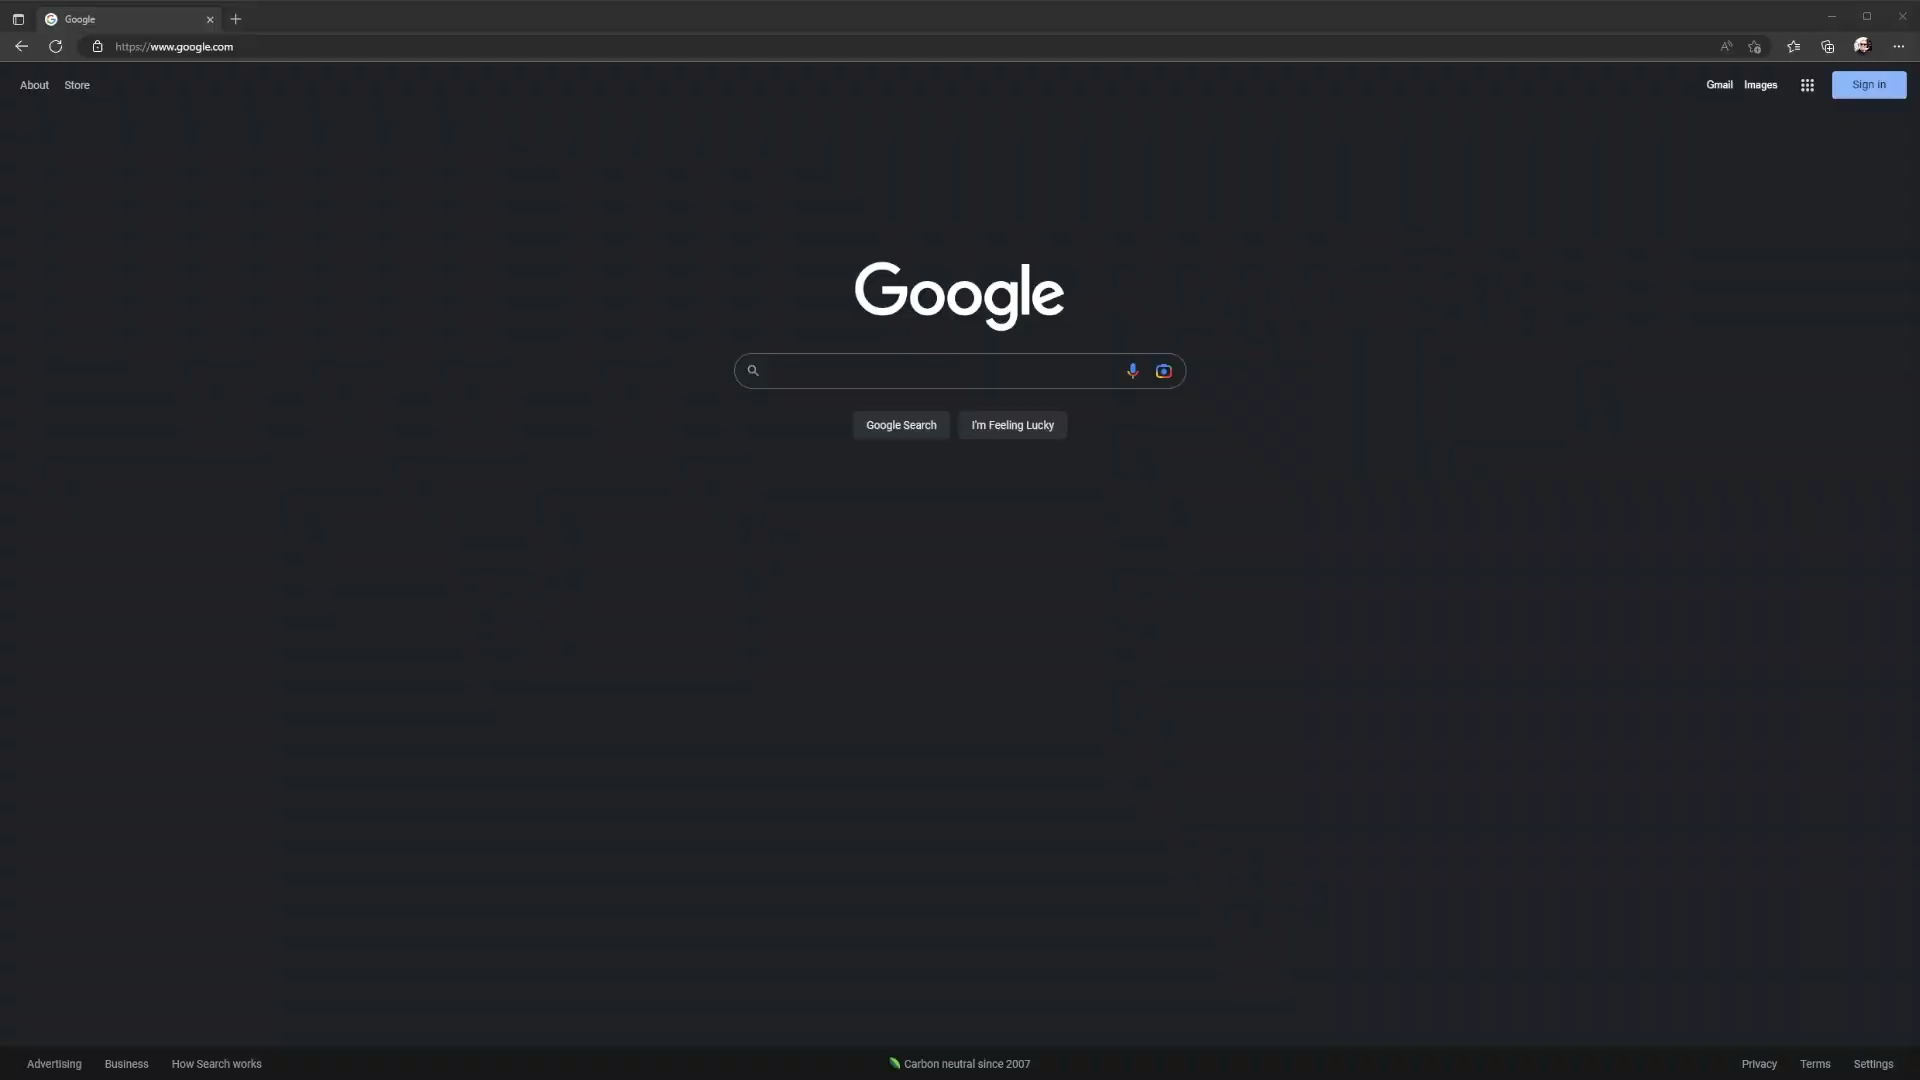 Google
https://www.google.com
About Store
Gmail Images Sign in
Google
Google Search I'm Feeling Lucky
Advertising Business How Search works
Carbon neutral since 2007
Privacy Terms Settings